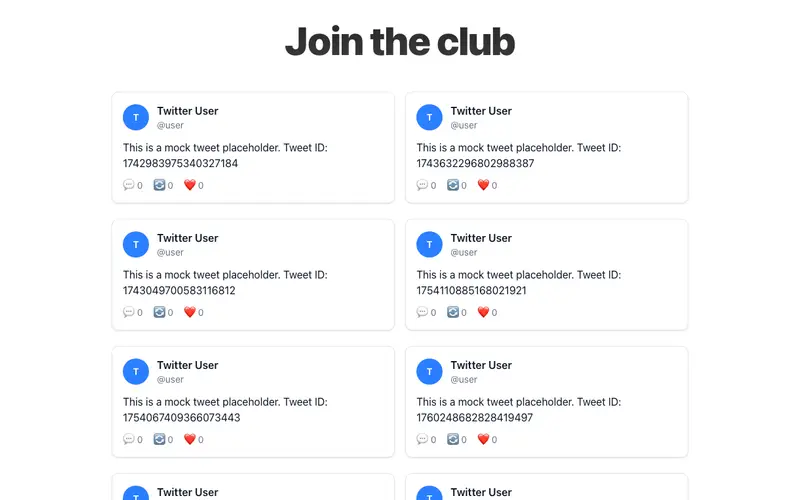 Join the club
T
Twitter User
@user
This is a mock tweet placeholder. Tweet ID:
1742983975340327184
💬 0 🔄 0 ❤️ 0
T
Twitter User
@user
This is a mock tweet placeholder. Tweet ID:
1743632296802988387
💬 0 🔄 0 ❤️ 0
T
Twitter User
@user
This is a mock tweet placeholder. Tweet ID:
1743049700583116812
💬 0 🔄 0 ❤️ 0
T
Twitter User
@user
This is a mock tweet placeholder. Tweet ID:
1754110885168021921
💬 0 🔄 0 ❤️ 0
T
Twitter User
@user
This is a mock tweet placeholder. Tweet ID:
1754067409366073443
💬 0 🔄 0 ❤️ 0
T
Twitter User
@user
This is a mock tweet placeholder. Tweet ID:
1760248682828419497
💬 0 🔄 0 ❤️ 0
T
Twitter User
T
Twitter User